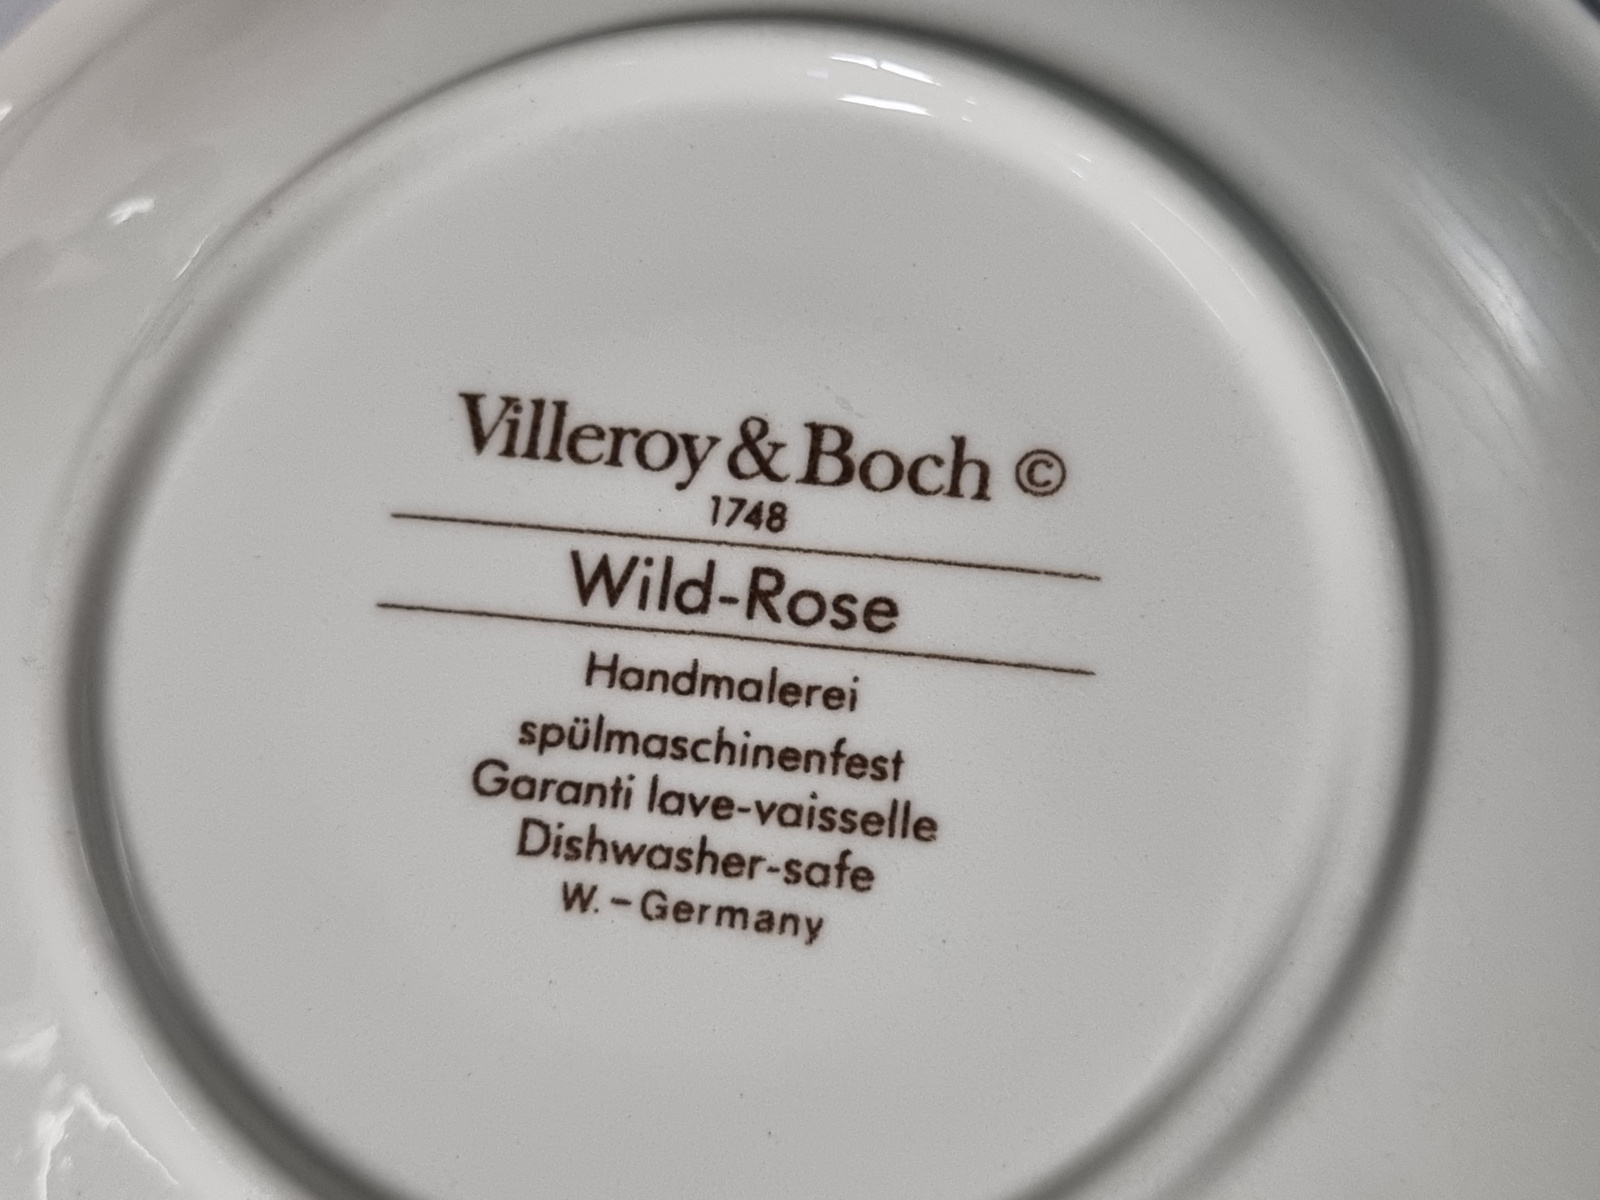 Villeroy & Boch ©
1748
Wild-Rose
Handmalerei
spülmaschinenfest
Garanti lave-vaisselle
Dishwasher-safe
W.-Germany